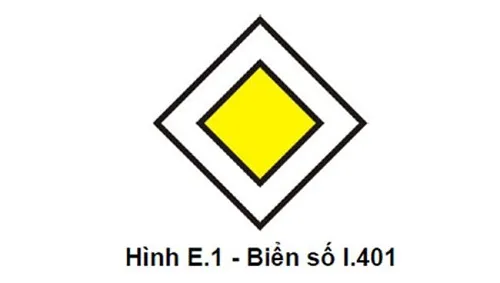 Hình E.1 - Biển số I.401